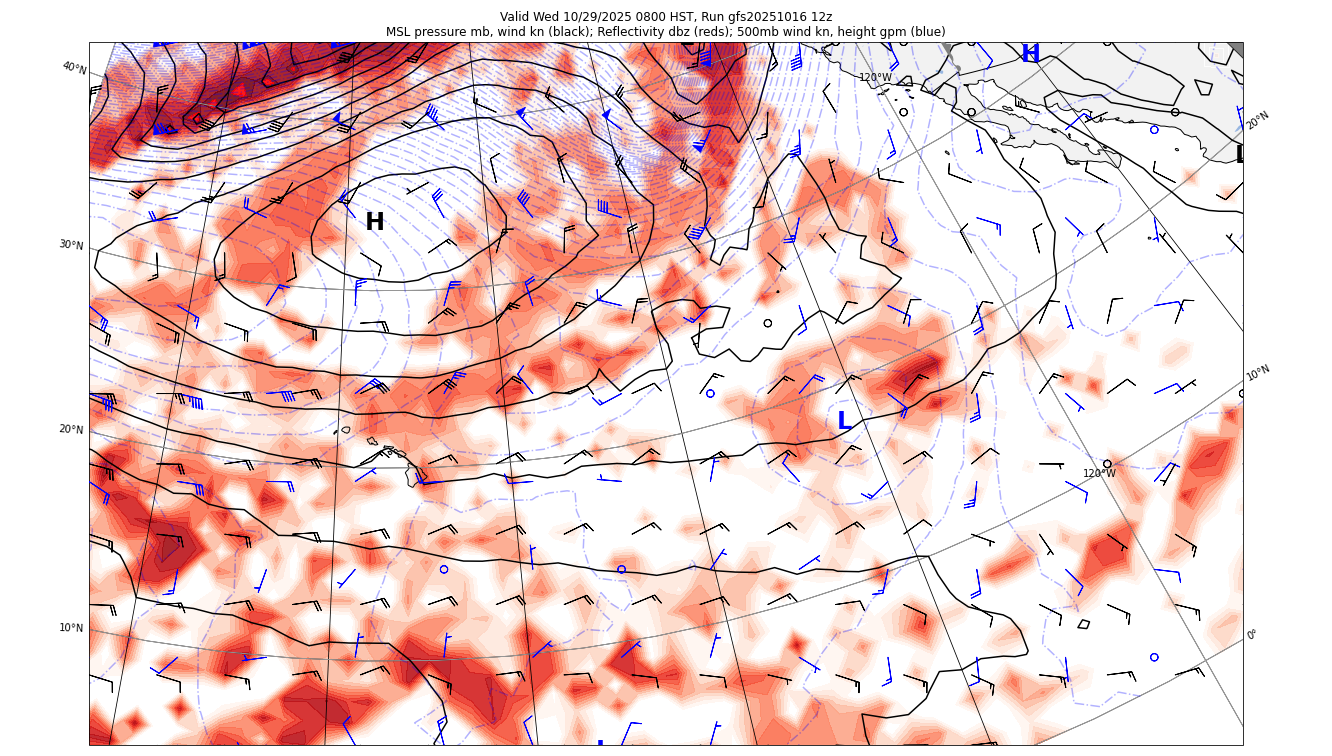 Valid Wed 10/29/2025 0800 HST, Run gfs20251016 12z
MSL pressure mb, wind kn (black); Reflectivity dbz (reds); 500mb wind kn, height gpm (blue)
H
40°N
120°W
20°N
L
H
30°N
10°N
L
20°N
120°W
10°N
0°
L